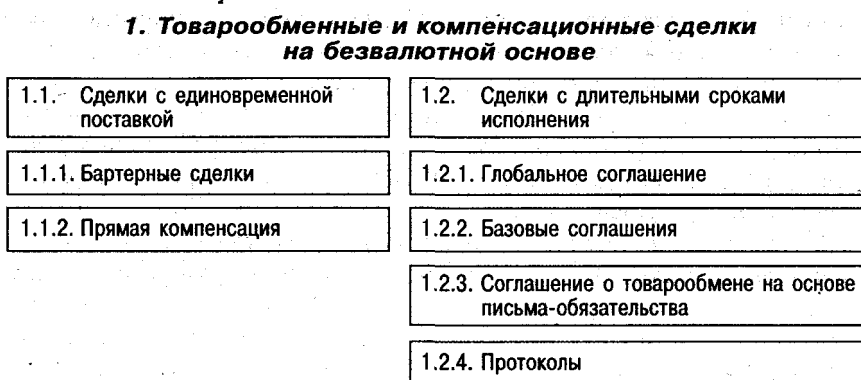 1. Товарообменные и компенсационные сделки
на безвалютной основе
1.1. Сделки с единовременной
поставкой
1.1.1. Бартерные сделки
1.1.2. Прямая компенсация
1.2. Сделки с длительными сроками
исполнения
1.2.1. Глобальное соглашение
1.2.2. Базовые соглашения
1.2.3. Соглашение о товарообмене на основе
письма-обязательства
1.2.4. Протоколы